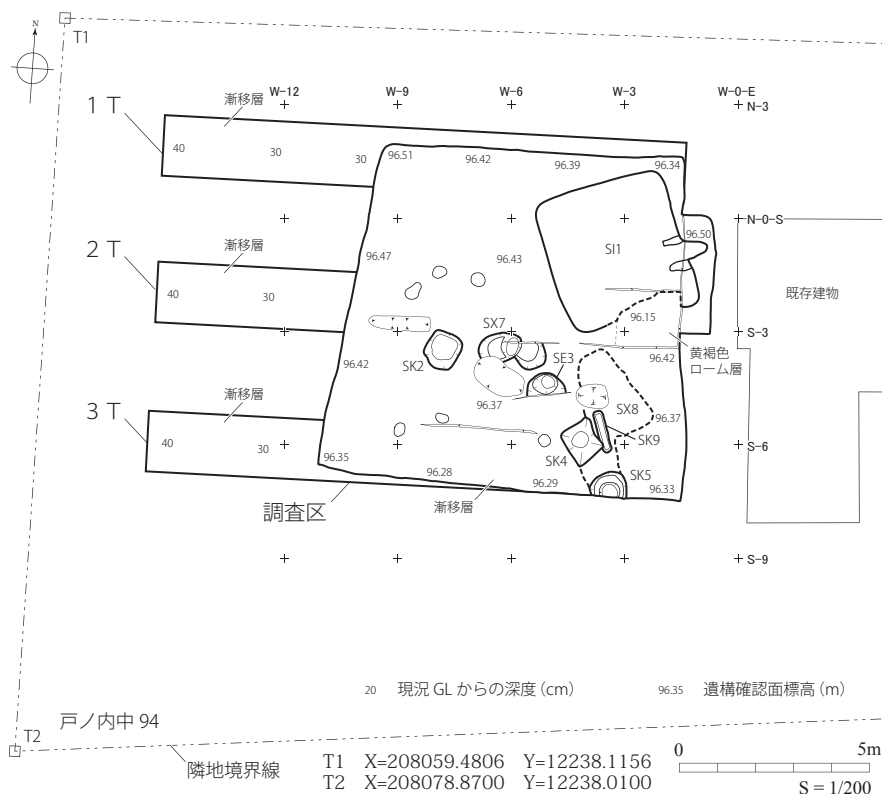 T1
N
W-12 W-9 W-6 W-3 W-0-E
1 T 漸移層 N-3
40 30 30 96.51 96.42 96.39 96.34
N-0-S
2 T 漸移層 96.47 96.43 SI1 96.50
40 30 96.15 既存建物
SX7 S-3
SK2 SE3 96.42 黄褐色
ローム層
96.42 96.37 SX8 96.37
3 T 漸移層 SK9
40 30 96.35 96.28 96.29 SK4 SK5 96.33 S-6
調査区 漸移層
S-9
20 現況 GL からの深度 (cm) 96.35 遺構確認面標高 (m)
戸ノ内中 94
T2
隣地境界線
T1 X=208059.4806 Y=12238.1156
T2 X=208078.8700 Y=12238.0100
0 5m
S = 1/200